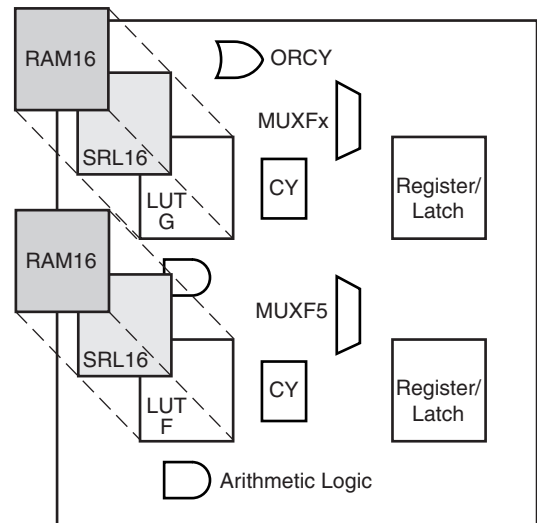 RAM16
ORCY
SRL16
MUXFx
LUT
G
CY
Register/
Latch
RAM16
SRL16
MUXF5
LUT
F
CY
Register/
Latch
Arithmetic Logic